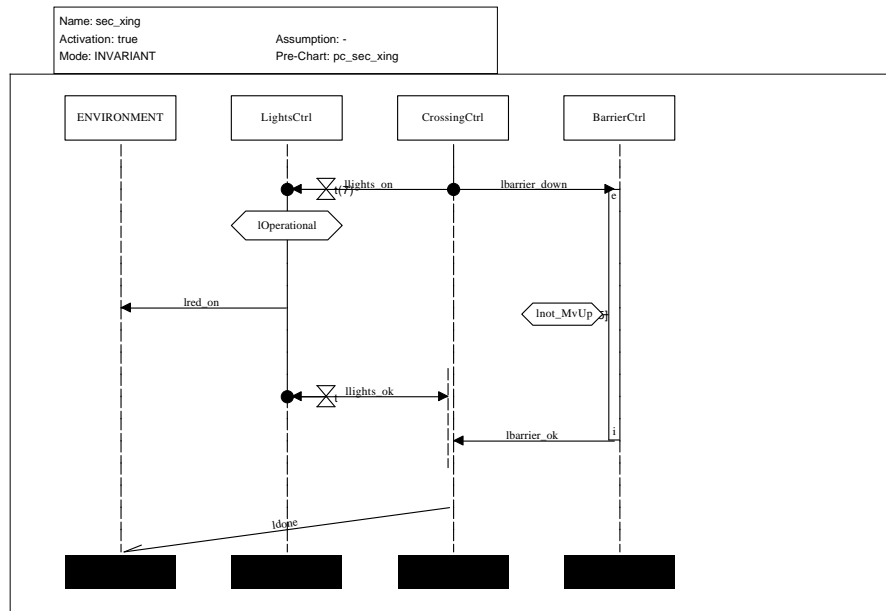 Name: sec_xing
Activation: true Assumption: -
Mode: INVARIANT Pre-Chart: pc_sec_xing
ENVIRONMENT LightsCtrl CrossingCtrl BarrierCtrl
t(7) llights_on lbarrier_down
e
lOperational
lred_on
lnot_MvUp
t llights_ok
i
lbarrier_ok
ldone